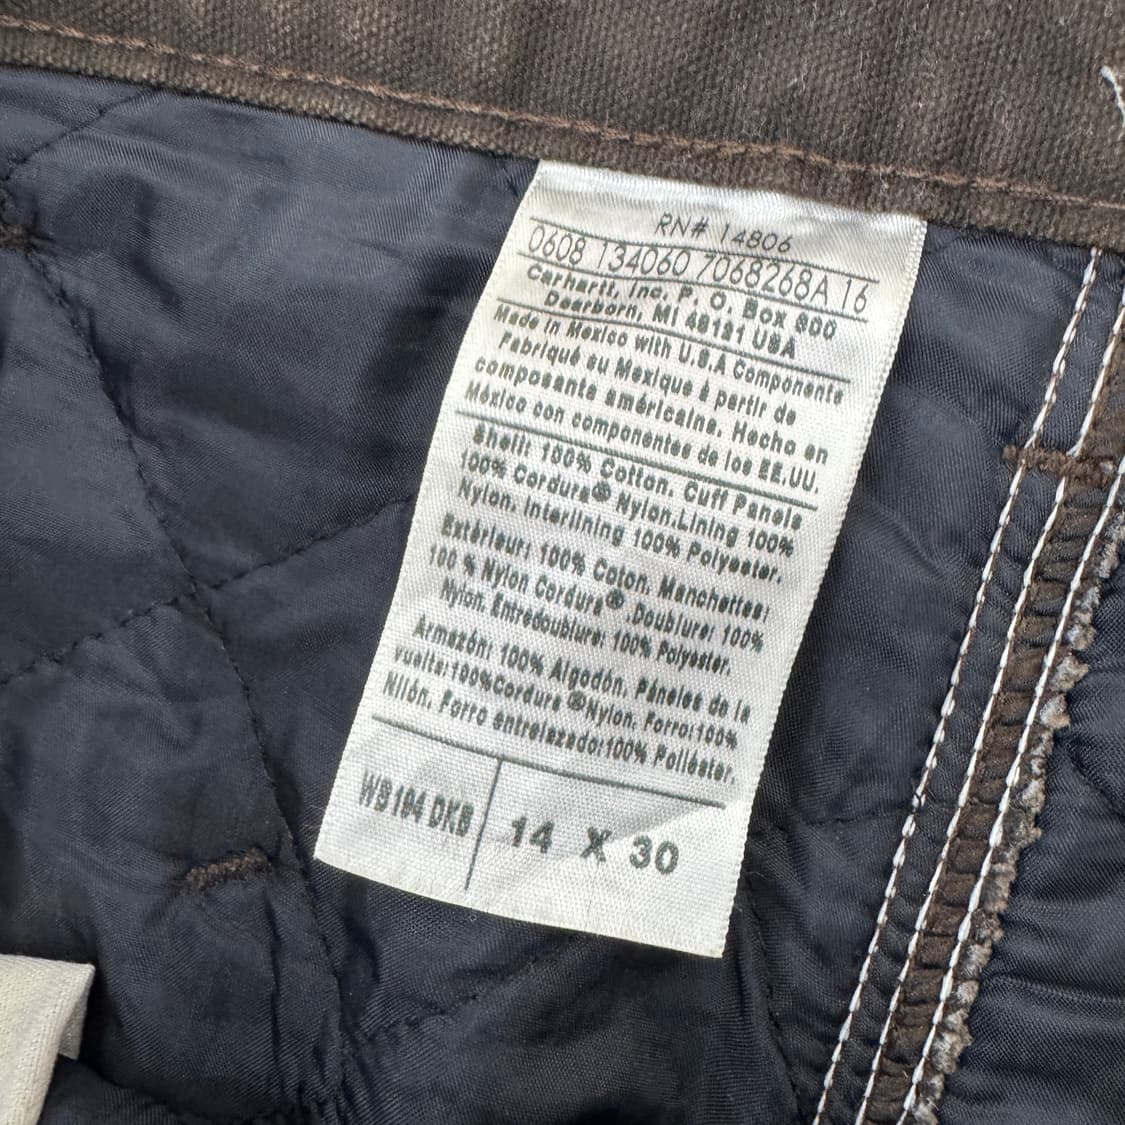 RN# 14806
0608 134060 7068268A 16
Carhartt, Inc. P. O. Box 600
Dearborn, MI 48121 USA
Made in Mexico with U.S.A Components
Fabriqué au Mexique à partir de
composants américains. Hecho en
México con componentes de los EE.UU.
Shell: 100% Cotton. Cuff Panels
100% Cordura® Nylon.Lining 100%
Nylon. Interlining 100% Polyester.
Extérieur: 100% Coton. Manchettes:
100 % Nylon Cordura® .Doublure: 100%
Nylon. Entredoublure: 100% Polyester.
Armazón: 100% Algodón. Páneles de la
vuelta:100%Cordura ®Nylon. Forro:100%
Nilón. Forro entrelazado:100% Poliéster.
WB194 DKB
14 X 30